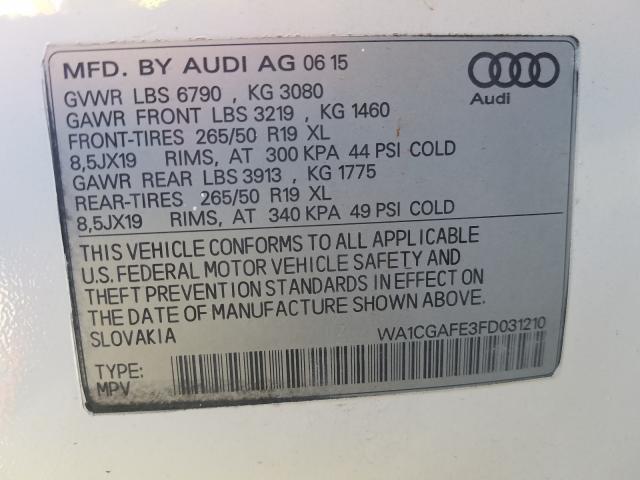 MFD. BY AUDI AG 06 15
GVWR LBS 6790 , KG 3080
GAWR FRONT LBS 3219 , KG 1460
FRONT-TIRES 265/50 R19 XL
8,5JX19 RIMS, AT 300 KPA 44 PSI COLD
GAWR REAR LBS 3913 , KG 1775
REAR-TIRES 265/50 R19 XL
8,5JX19 RIMS, AT 340 KPA 49 PSI COLD
Audi
THIS VEHICLE CONFORMS TO ALL APPLICABLE
U.S. FEDERAL MOTOR VEHICLE SAFETY AND
THEFT PREVENTION STANDARDS IN EFFECT ON
THE DATE OF MANUFACTURE SHOWN ABOVE.
SLOVAKIA
WA1CGAFE3FD031210
TYPE:
MPV